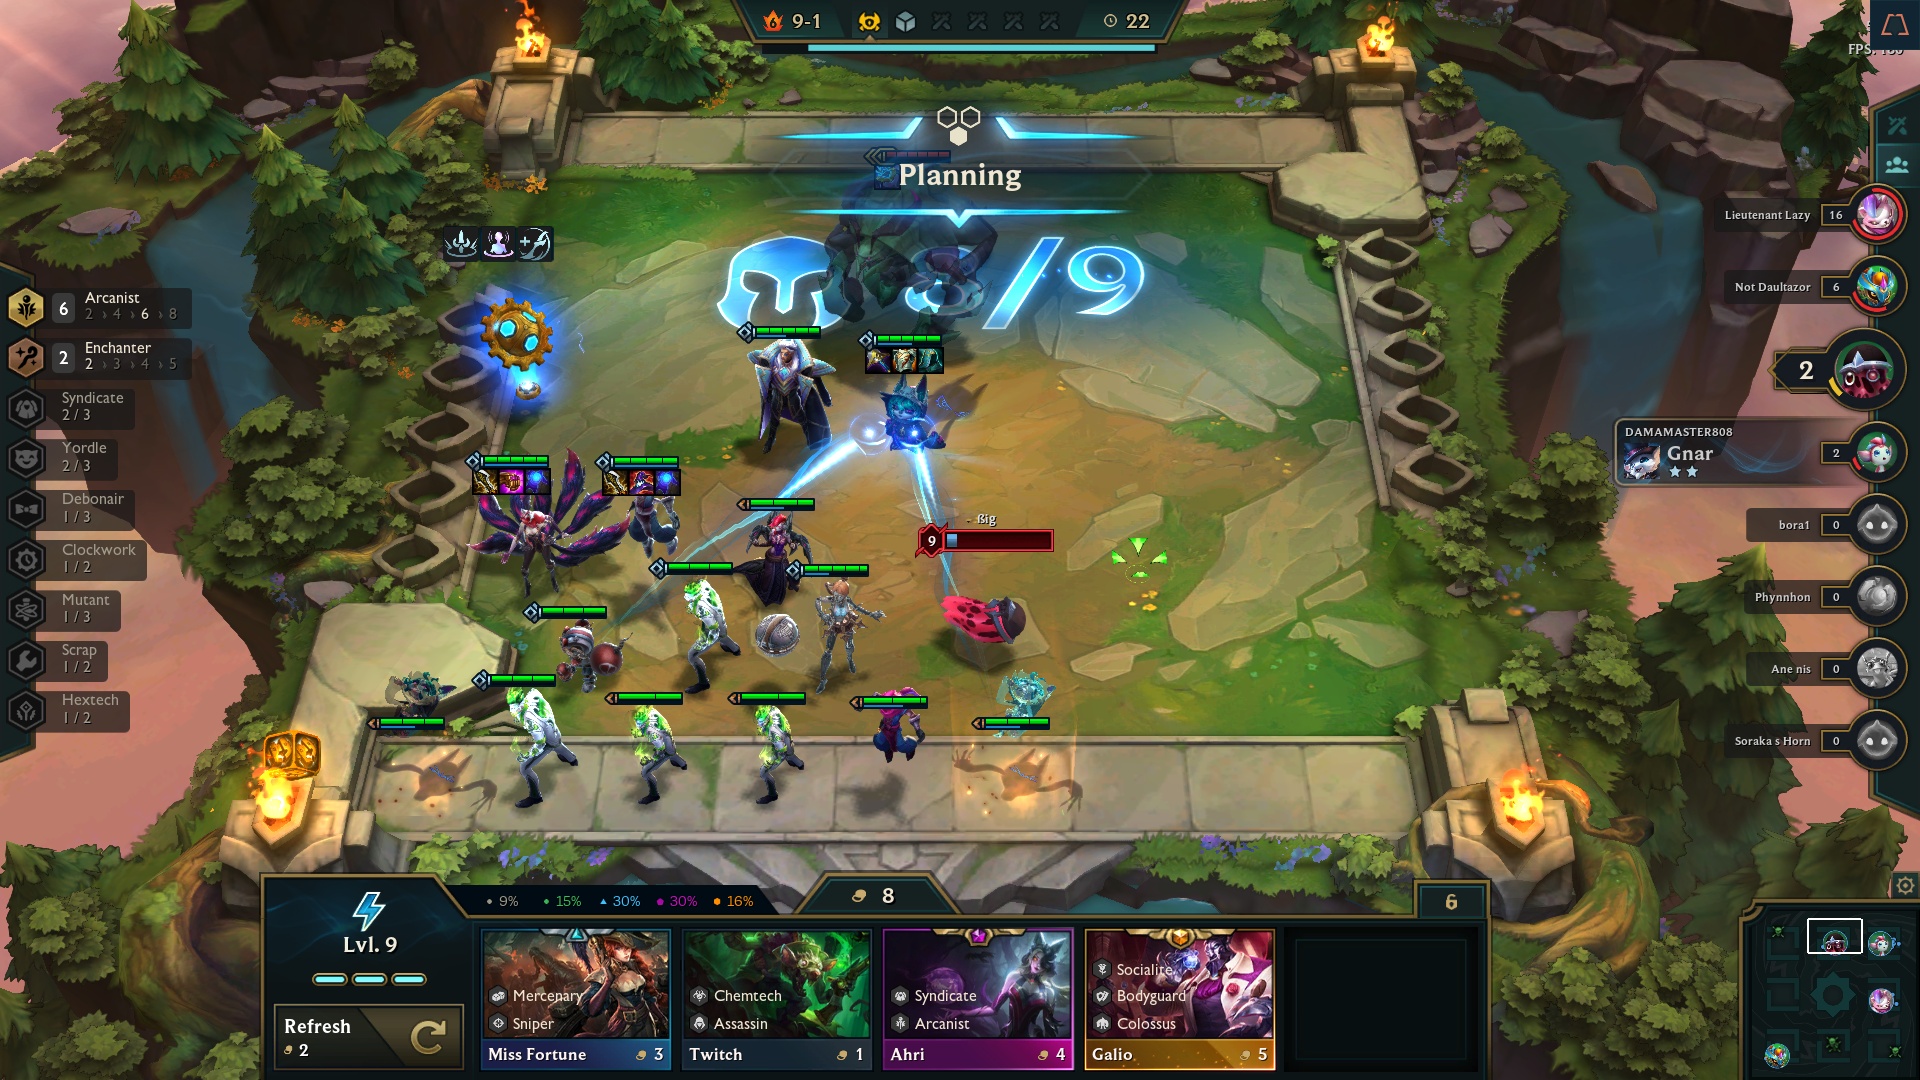 9-1
22
FPS:
Planning
/9
Lieutenant Lazy
16
Not Daultazor
6
2
DAMAMASTER808
Gnar
2
bora1
0
Phynnhon
0
Ane nis
0
Soraka s Horn
0
6
Arcanist
2 › 4 › 6 › 8
2
Enchanter
2 › 3 › 4 › 5
Syndicate
2 / 3
Yordle
2 / 3
Debonair
1 / 3
Clockwork
1 / 2
Mutant
1 / 3
Scrap
1 / 2
Hextech
1 / 2
9
- ßig
Lvl. 9
9%
15%
30%
30%
16%
8
6
Refresh
2
Mercenary
Sniper
Miss Fortune
3
Chemtech
Assassin
Twitch
1
Syndicate
Arcanist
Ahri
4
Socialite
Bodyguard
Colossus
Galio
5